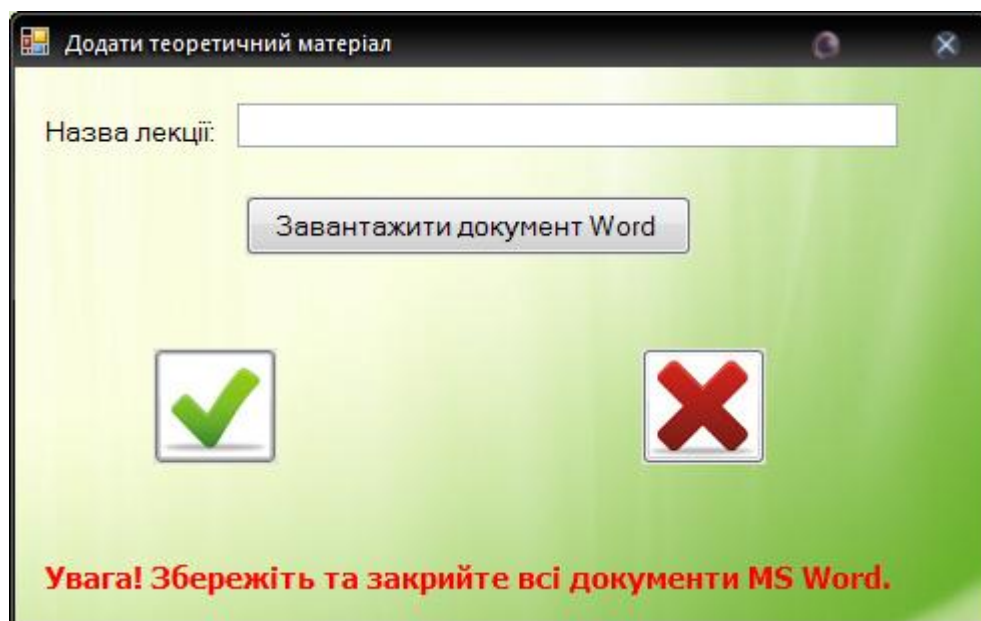 Додати теоретичний матеріал
Назва лекції:
Завантажити документ Word
Увага! Збережіть та закрийте всі документи MS Word.